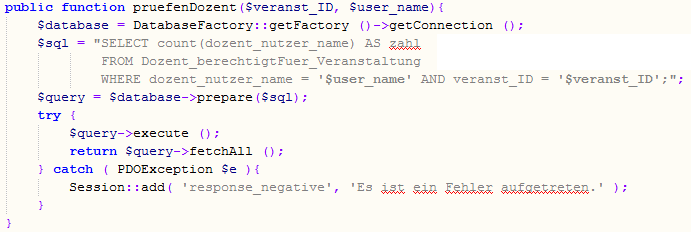 public function pruefenDozent($veranst_ID, $user_name){
$database = DatabaseFactory::getFactory ()->getConnection ();
$sql = "SELECT count(dozent_nutzer_name) AS zahl
FROM Dozent_berechtigtFuer_Veranstaltung
WHERE dozent_nutzer_name = '$user_name' AND veranst_ID = '$veranst_ID';";
$query = $database->prepare($sql);
try {
$query->execute ();
return $query->fetchAll ();
} catch ( PDOException $e ){
Session::add( 'response_negative', 'Es ist ein Fehler aufgetreten.' );
}
}